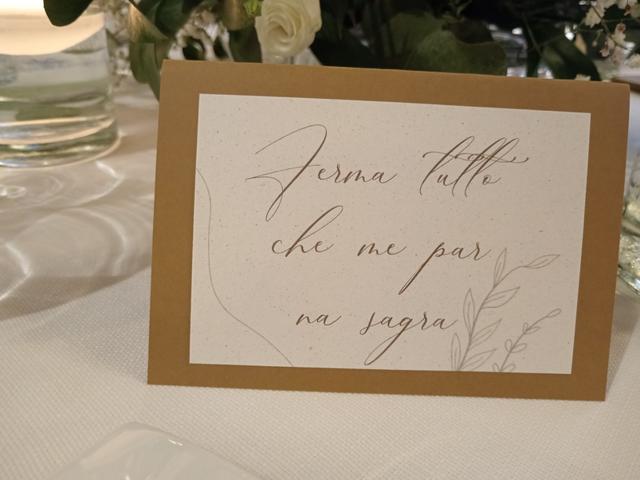 Ferma tutto
che me par
na sagra